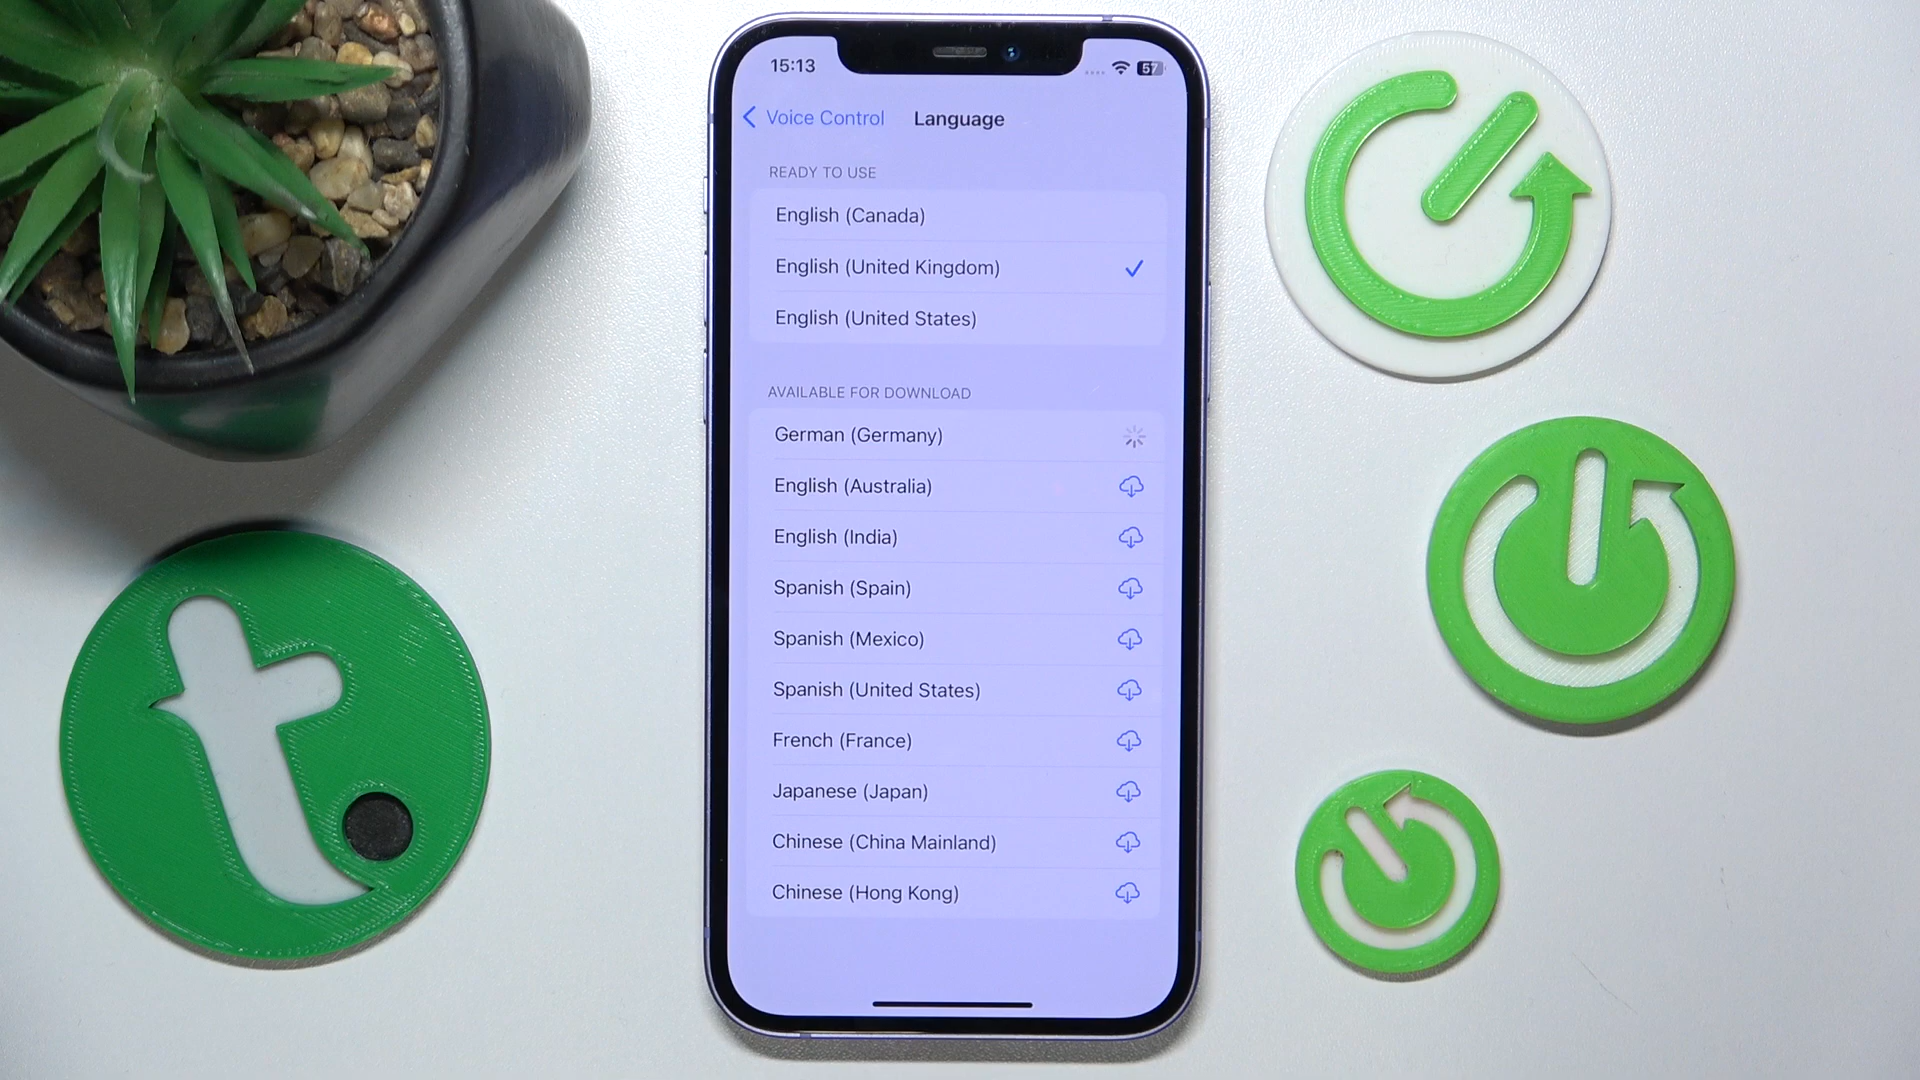 15:13
57
Voice Control
Language
READY TO USE
English (Canada)
English (United Kingdom)
English (United States)
AVAILABLE FOR DOWNLOAD
German (Germany)
English (Australia)
English (India)
Spanish (Spain)
Spanish (Mexico)
Spanish (United States)
French (France)
Japanese (Japan)
Chinese (China Mainland)
Chinese (Hong Kong)
t.